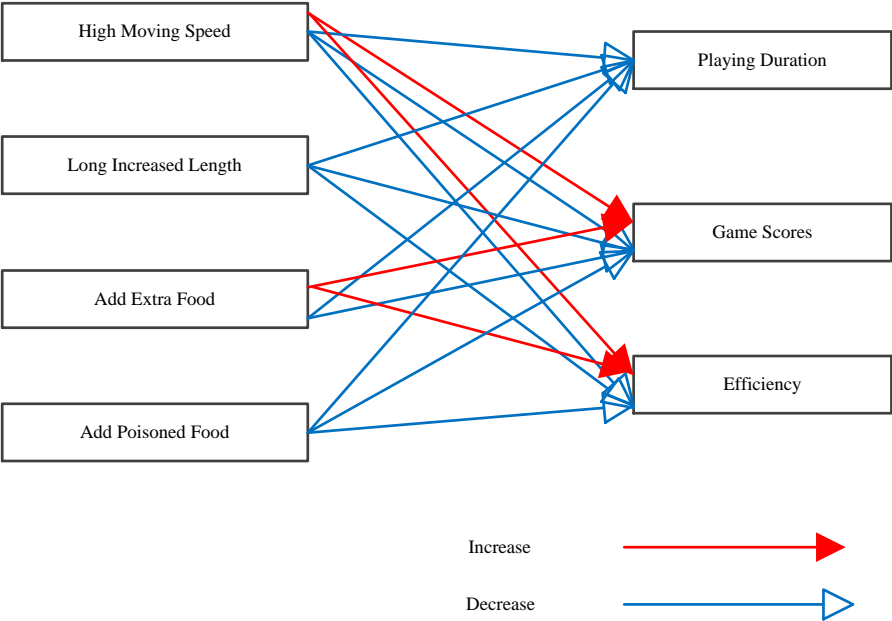 High Moving Speed
Playing Duration
Long Increased Length
Game Scores
Add Extra Food
Efficiency
Add Poisoned Food
Increase
Decrease